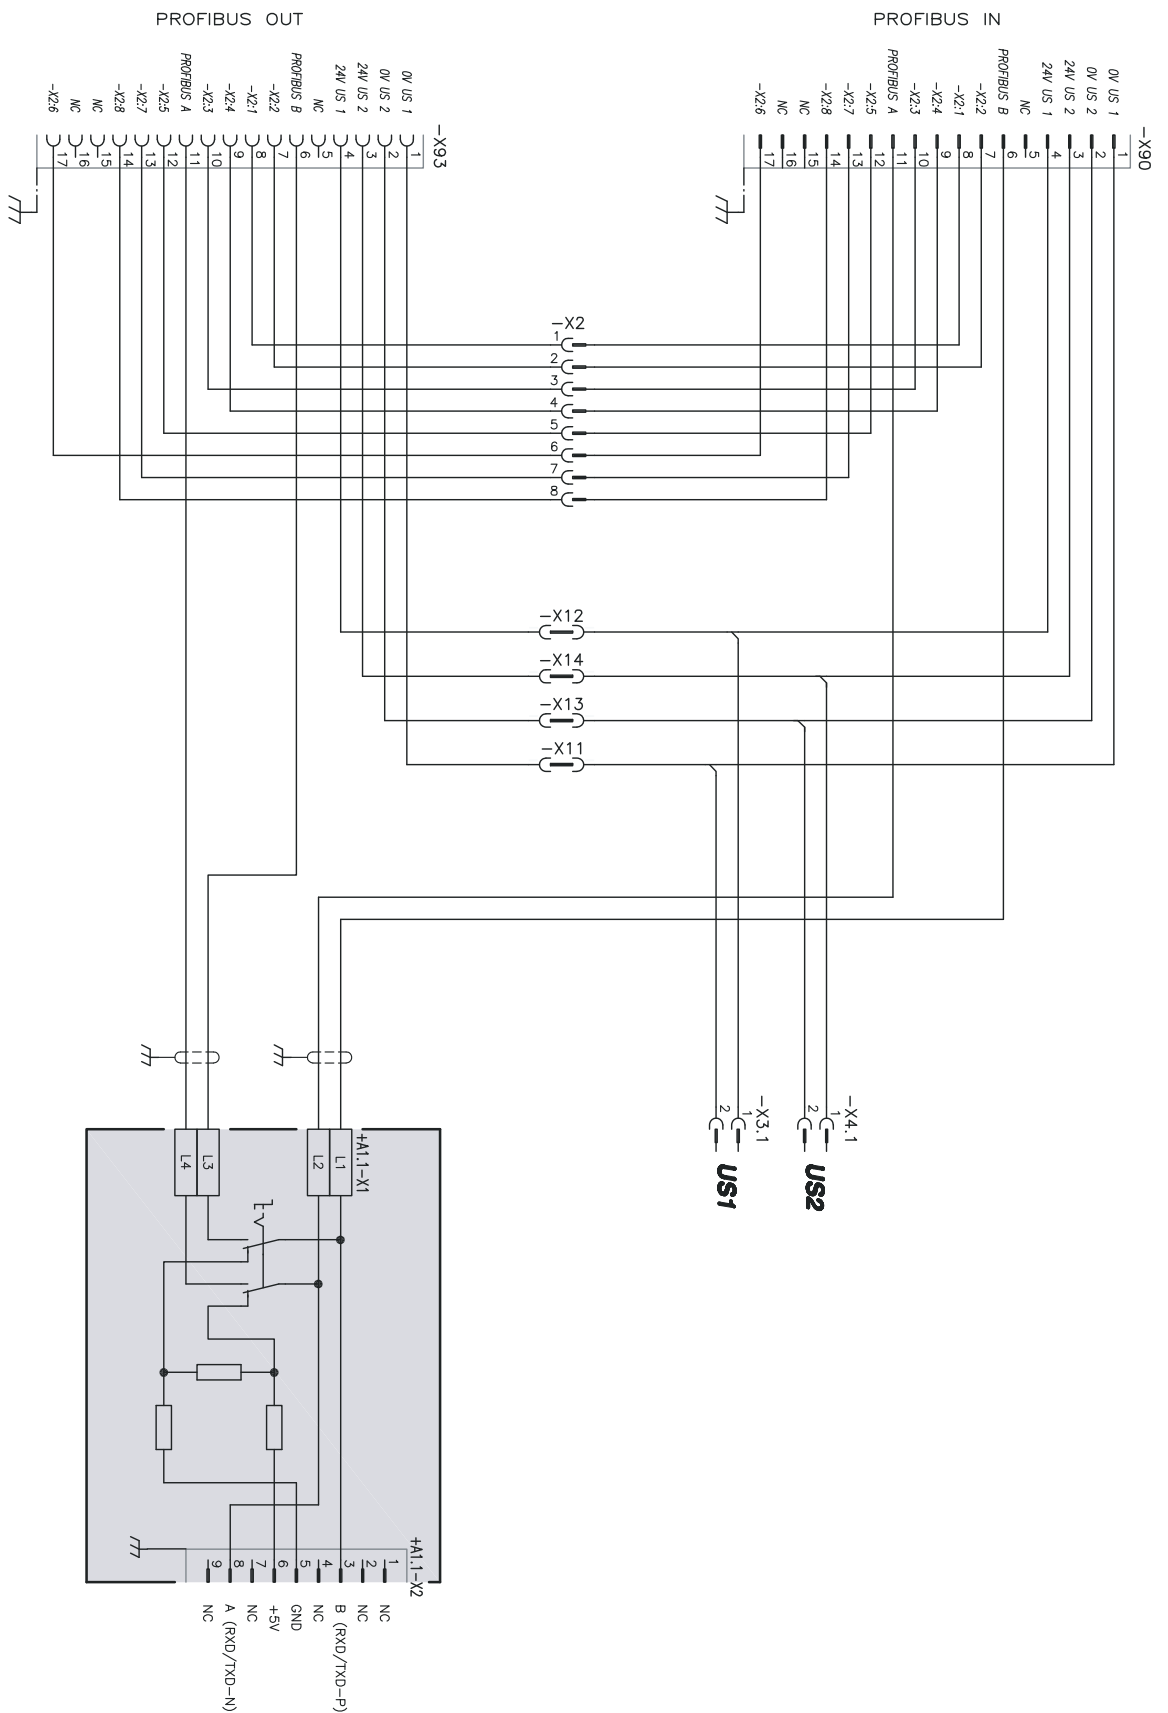 PROFIBUS OUT
PROFIBUS IN
-X2:6
NC
NC
-X2:8
-X2:7
-X2:5
PROFIBUS A
-X2:3
-X2:4
-X2:1
-X2:2
PROFIBUS B
NC
24V US 1
24V US 2
0V US 2
0V US 1
-X93
17
16
15
14
13
12
11
10
9
8
7
6
5
4
3
2
1
-X2:6
NC
NC
-X2:8
-X2:7
-X2:5
PROFIBUS A
-X2:3
-X2:4
-X2:1
-X2:2
PROFIBUS B
NC
24V US 1
24V US 2
0V US 2
0V US 1
-X90
17
16
15
14
13
12
11
10
9
8
7
6
5
4
3
2
1
-X2
1
2
3
4
5
6
7
8
-X12
-X14
-X13
-X11
-X3.1
2
1
US1
-X4.1
2
1
US2
+A1.1-X1
L4
L3
L2
L1
+A1.1-X2
9
8
7
6
5
4
3
2
1
NC
A (RXD/TXD-N)
NC
+5V
GND
NC
B (RXD/TXD-P)
NC
NC